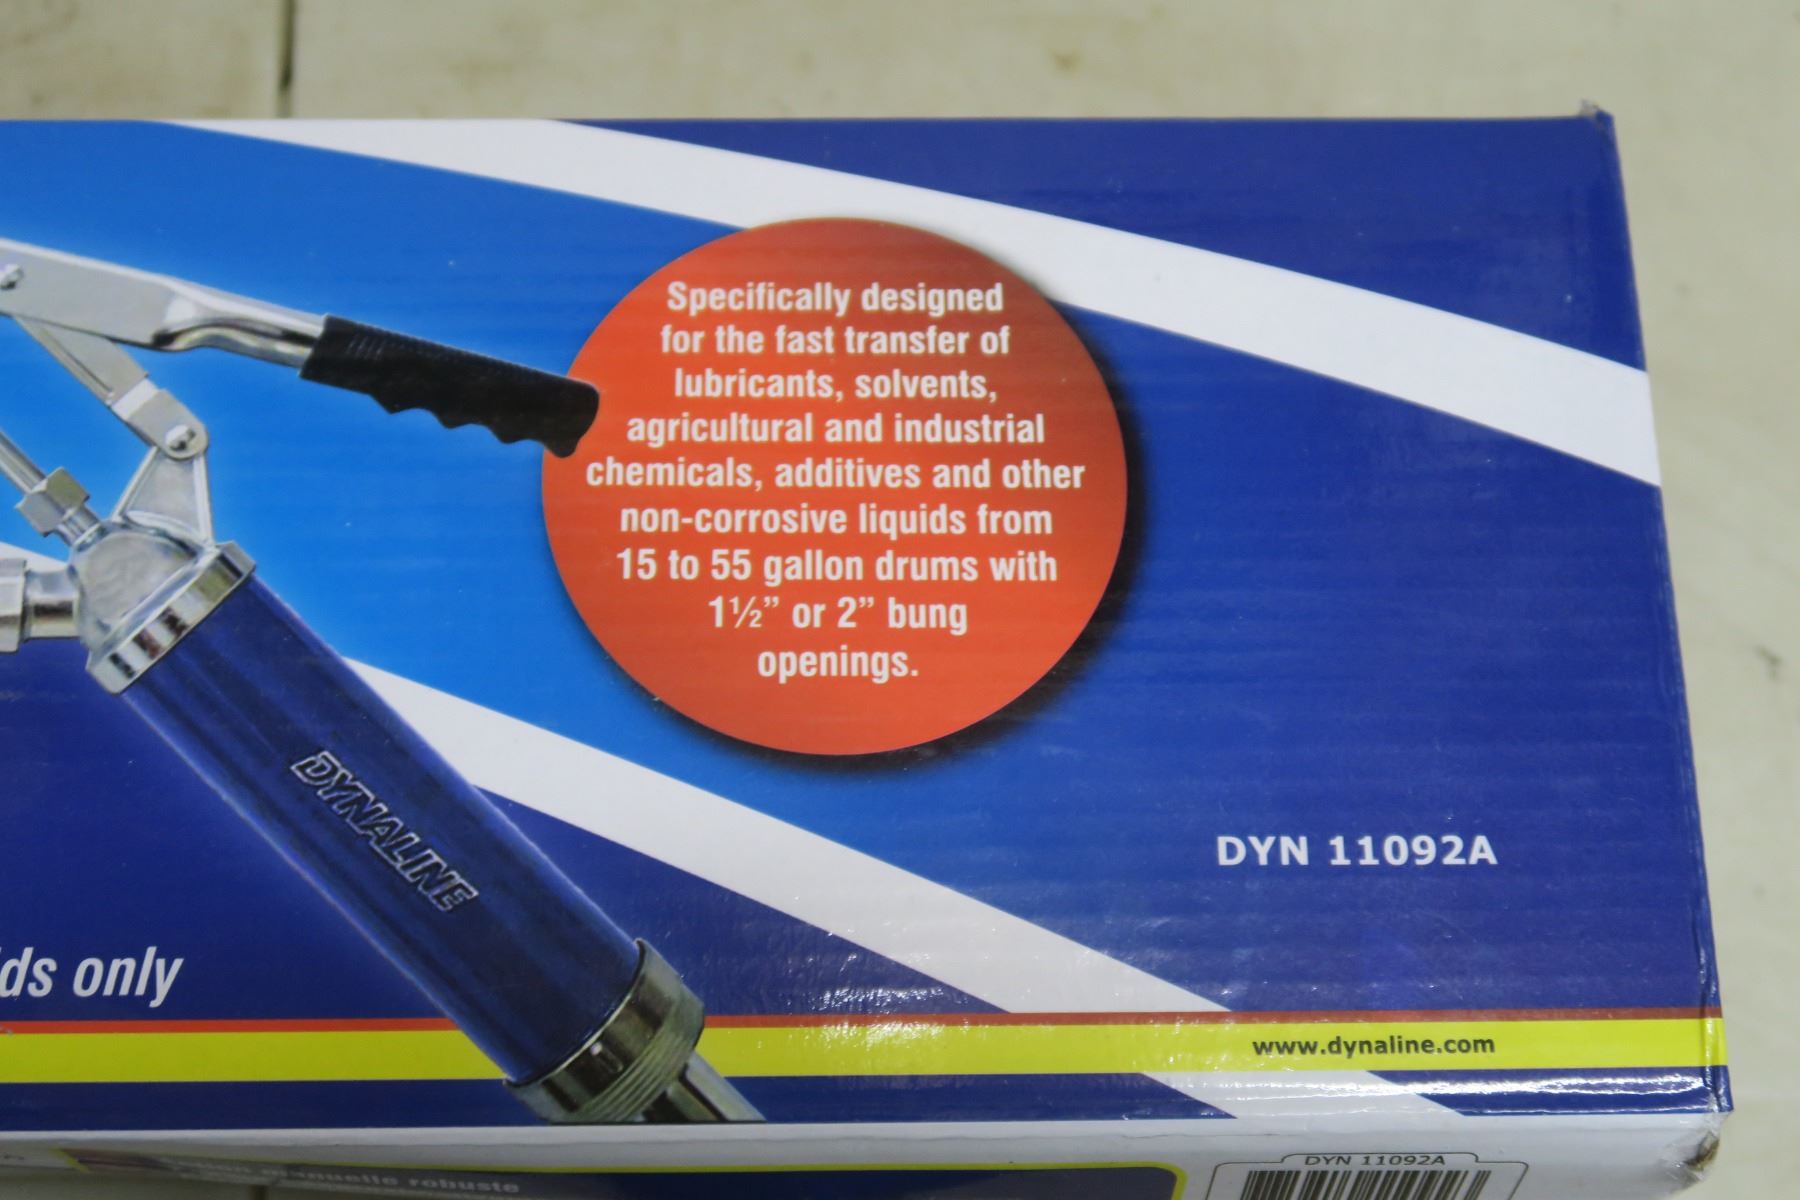 Specifically designed
for the fast transfer of
lubricants, solvents,
agricultural and industrial
chemicals, additives and other
non-corrosive liquids from
15 to 55 gallon drums with
1½” or 2” bung
openings.
DYNALINE
DYN 11092A
only
www.dynaline.com
manuelle robuste
DYN 11092A